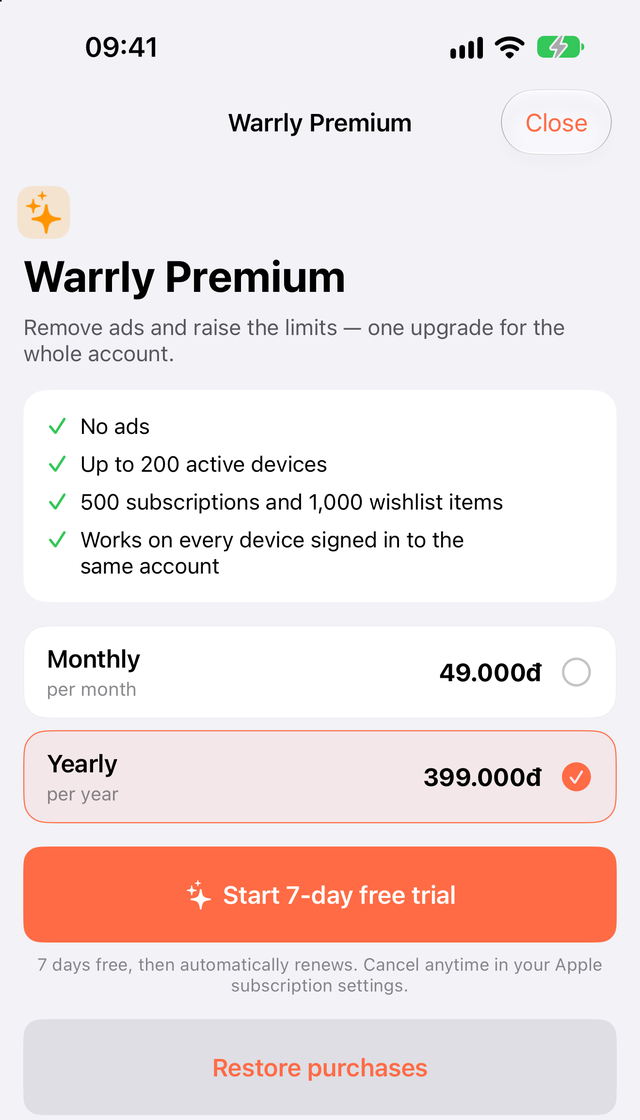 09:41
Warrly Premium
Close
Warrly Premium
Remove ads and raise the limits — one upgrade for the
whole account.
No ads
Up to 200 active devices
500 subscriptions and 1,000 wishlist items
Works on every device signed in to the
same account
Monthly
per month
49.000đ
Yearly
per year
399.000đ
Start 7-day free trial
7 days free, then automatically renews. Cancel anytime in your Apple
subscription settings.
Restore purchases